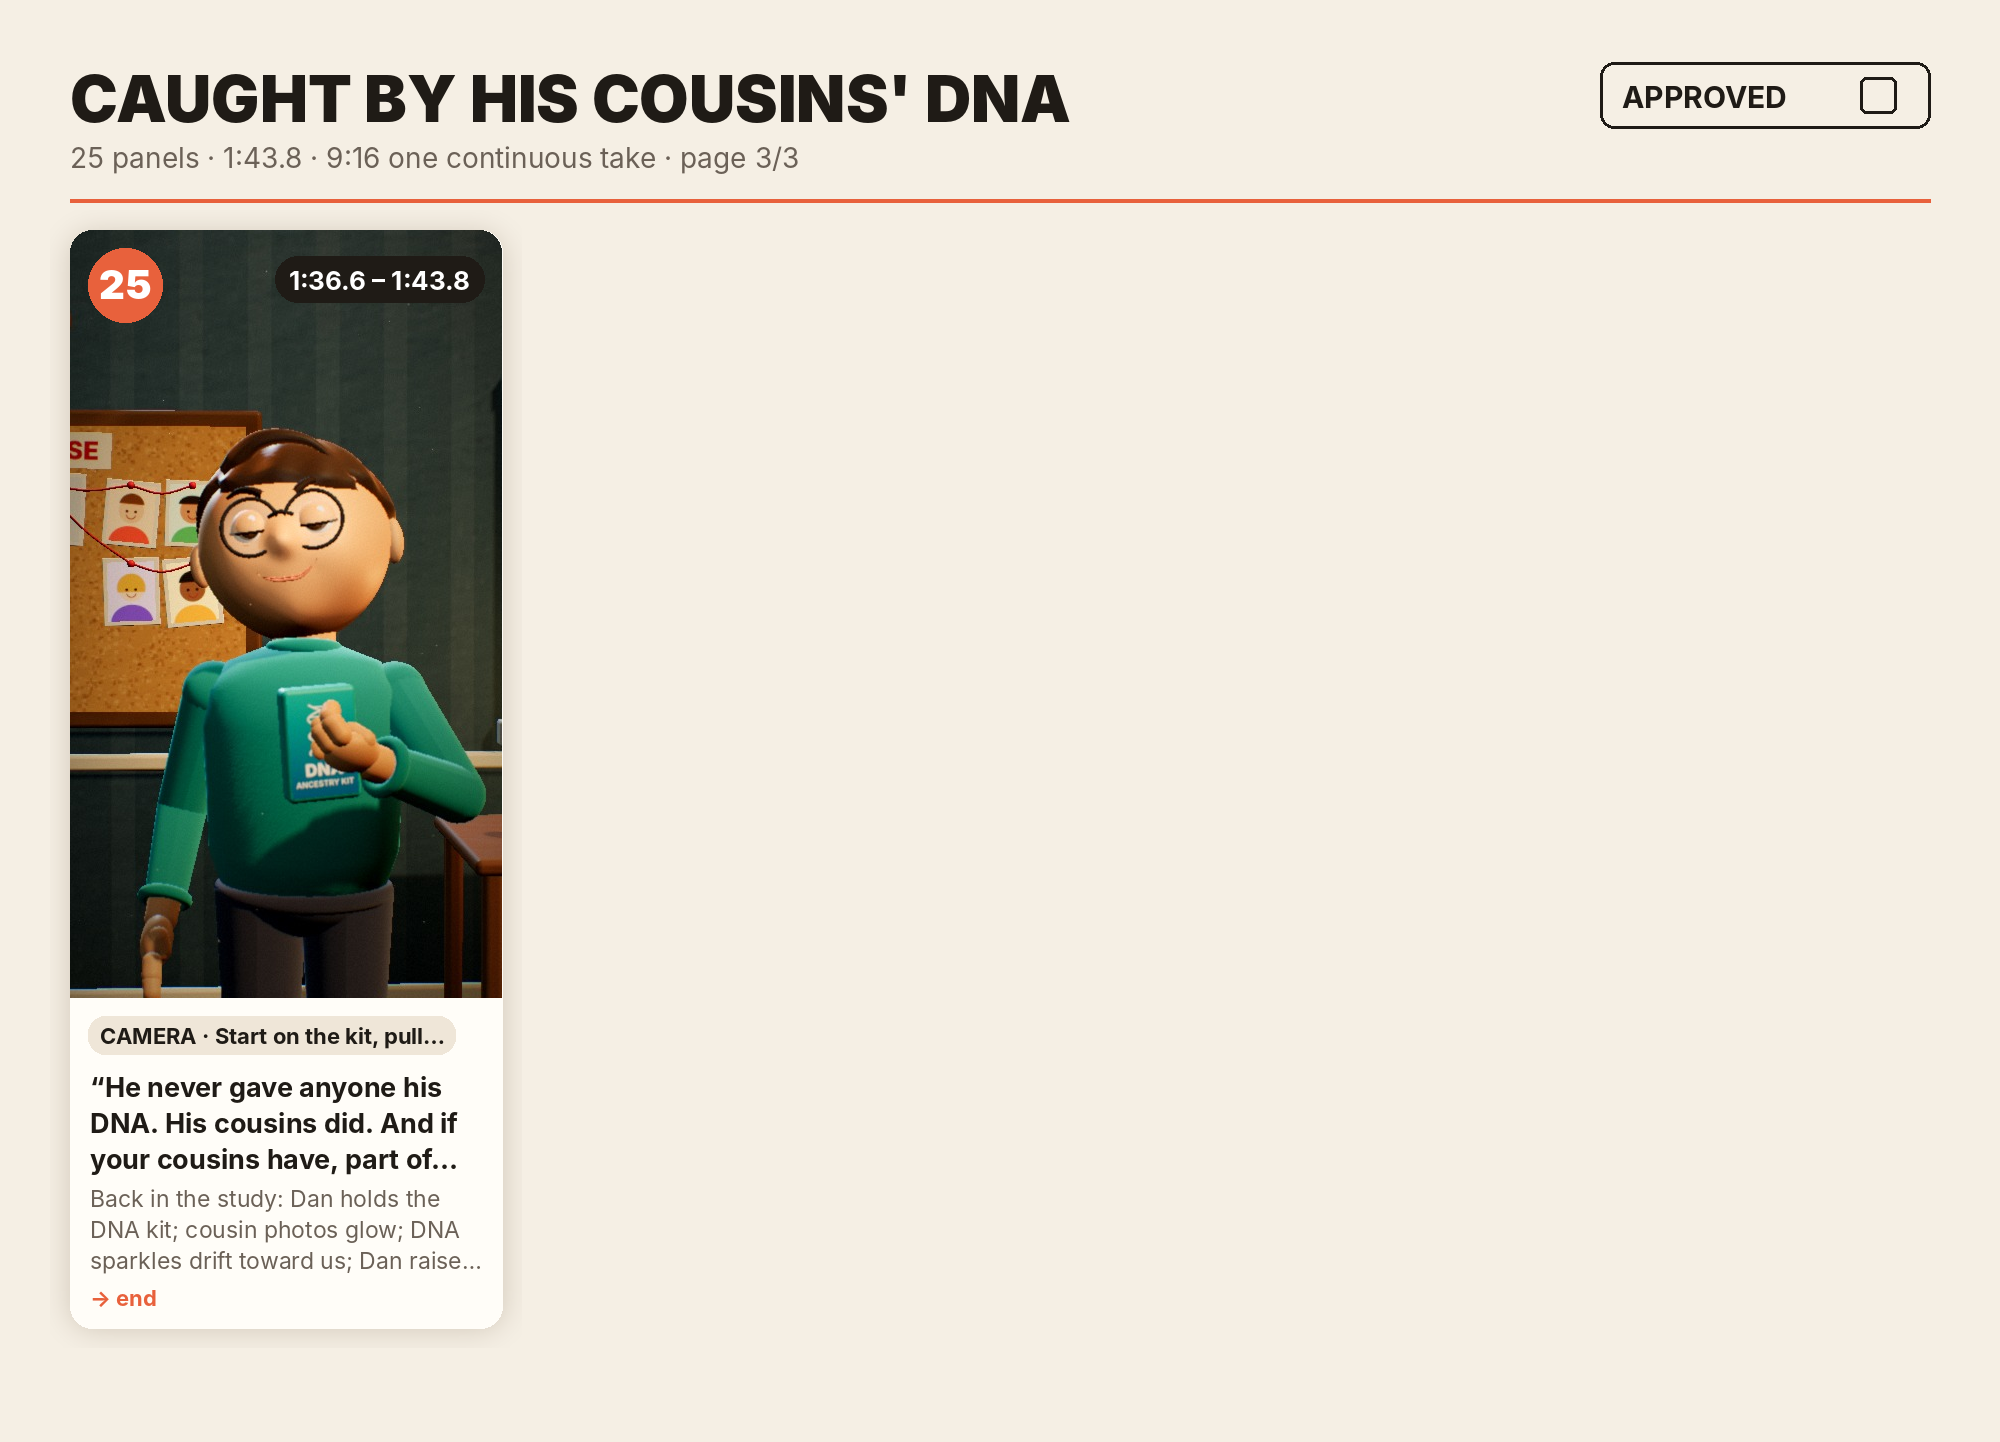 CAUGHT BY HIS COUSINS' DNA
APPROVED
25 panels · 1:43.8 · 9:16 one continuous take · page 3/3
25
1:36.6 – 1:43.8
SE
DNA
ANCESTRY KIT
CAMERA · Start on the kit, pull…
“He never gave anyone his
DNA. His cousins did. And if
your cousins have, part of…
Back in the study: Dan holds the
DNA kit; cousin photos glow; DNA
sparkles drift toward us; Dan raise…
→ end